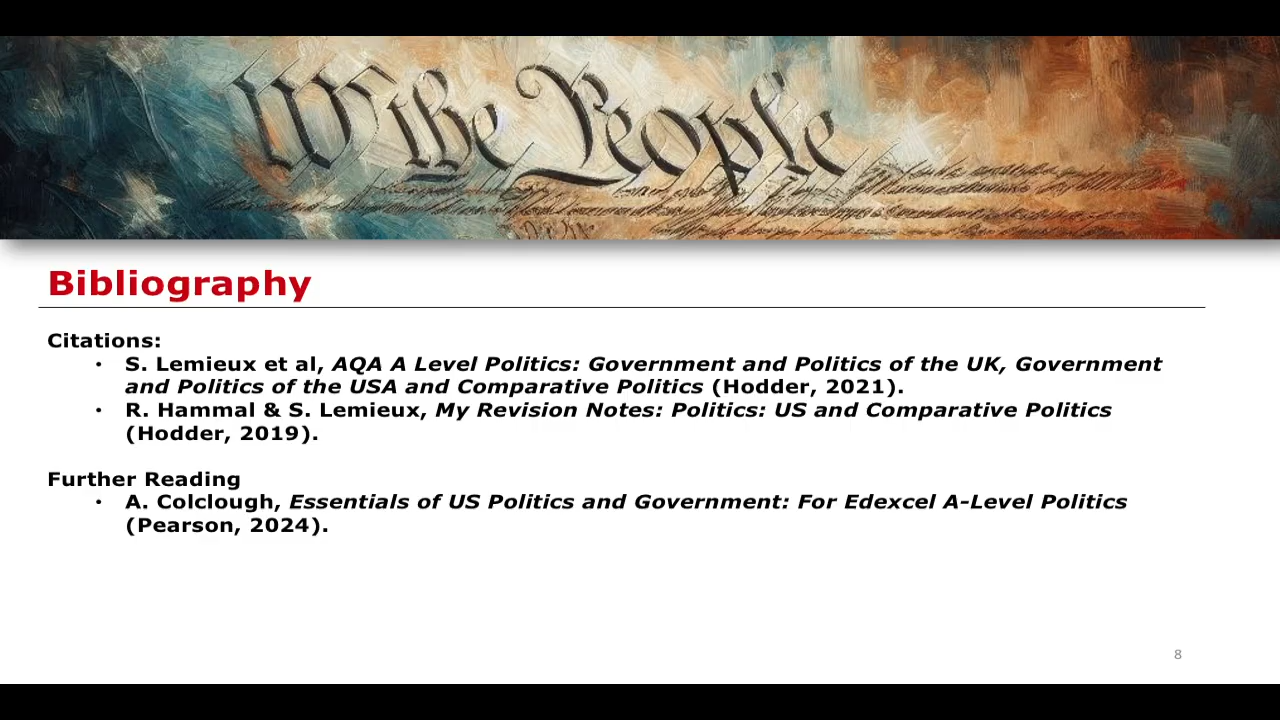 We the People
Bibliography
Citations:
• S. Lemieux et al, AQA A Level Politics: Government and Politics of the UK, Government
and Politics of the USA and Comparative Politics (Hodder, 2021).
• R. Hammal & S. Lemieux, My Revision Notes: Politics: US and Comparative Politics
(Hodder, 2019).
Further Reading
• A. Colclough, Essentials of US Politics and Government: For Edexcel A-Level Politics
(Pearson, 2024).
8